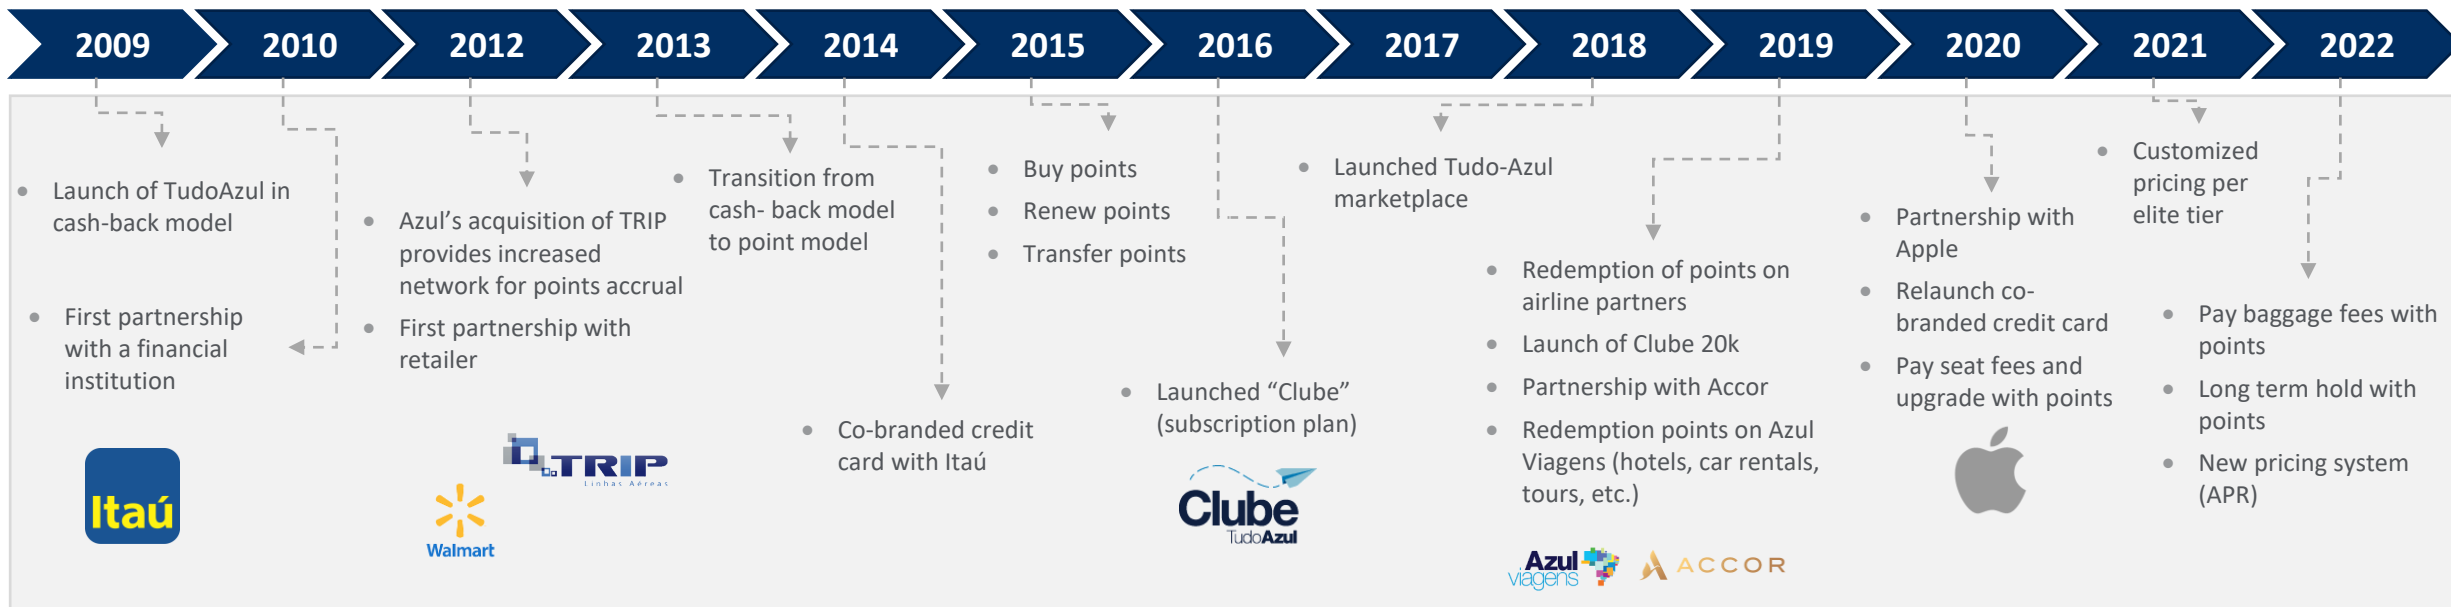 2009
2010
2012
2013
2014
2015
2016
2017
2018
2019
2020
2021
2022
• Launch of TudoAzul in
cash-back model
• First partnership
with a financial
institution
Itaú
• Azul’s acquisition of TRIP
provides increased
network for points accrual
• First partnership with
retailer
TRIP
Linhas Aéreas
Walmart
• Transition from
cash- back model
to point model
• Co-branded credit
card with Itaú
• Buy points
• Renew points
• Transfer points
• Launched “Clube”
(subscription plan)
Clube
TudoAzul
• Launched Tudo-Azul
marketplace
• Redemption of points on
airline partners
• Launch of Clube 20k
• Partnership with Accor
• Redemption points on Azul
Viagens (hotels, car rentals,
tours, etc.)
Azul
viagens
ACCOR
• Partnership with
Apple
• Relaunch co-
branded credit card
• Pay seat fees and
upgrade with points
• Customized
pricing per
elite tier
• Pay baggage fees with
points
• Long term hold with
points
• New pricing system
(APR)